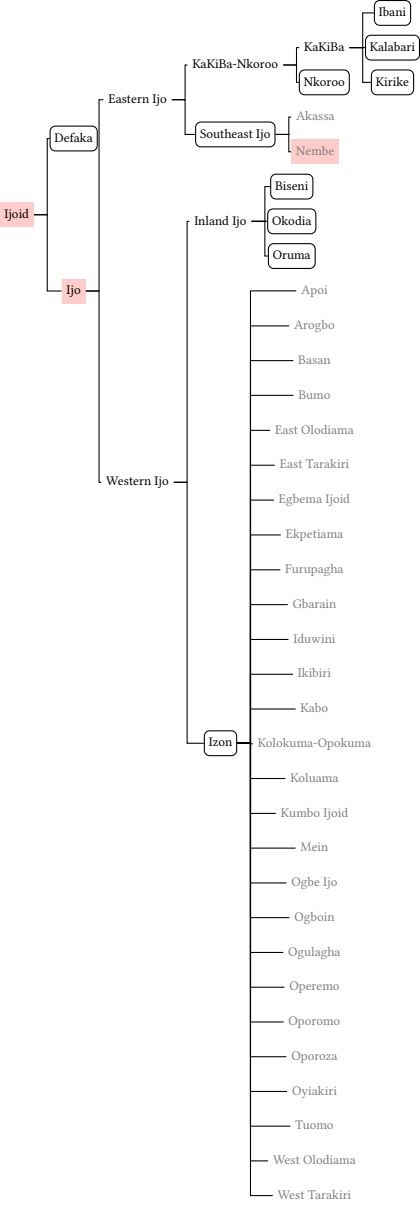 Ibani
KaKiBa
Kalabari
KaKiBa-Nkoroo
Nkoroo
Kirike
Eastern Ijo
Akassa
Southeast Ijo
Defaka
Nembe
Biseni
Ijoid
Inland Ijo
Okodia
Oruma
Ijo
Apoi
Arogbo
Basan
Bumo
East Olodiama
East Tarakiri
Western Ijo
Egbema Ijoid
Ekpetiama
Furupagha
Gbarain
Iduwini
Ikibiri
Kabo
Izon
Kolokuma-Opokuma
Koluama
Kumbo Ijoid
Mein
Ogbe Ijo
Ogboin
Ogulagha
Operemo
Oporomo
Oporoza
Oyiakiri
Tuomo
West Olodiama
West Tarakiri